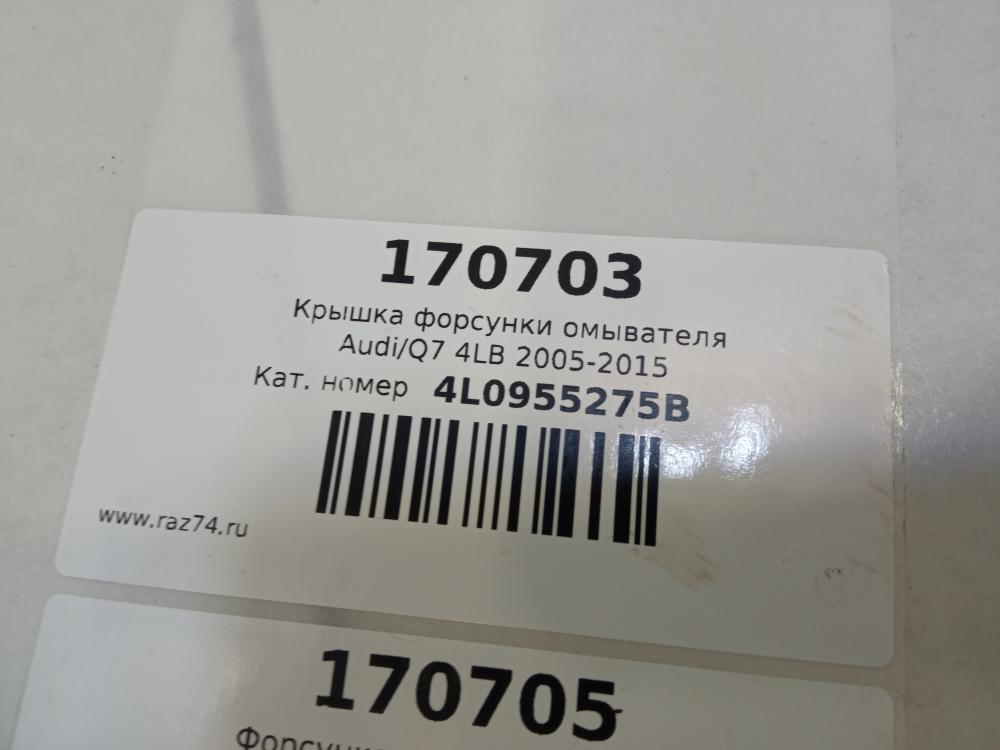 170703
Крышка форсунки омывателя
Audi/Q7 4LB 2005-2015
Кат. номер 4L0955275B
www.raz74.ru
170705